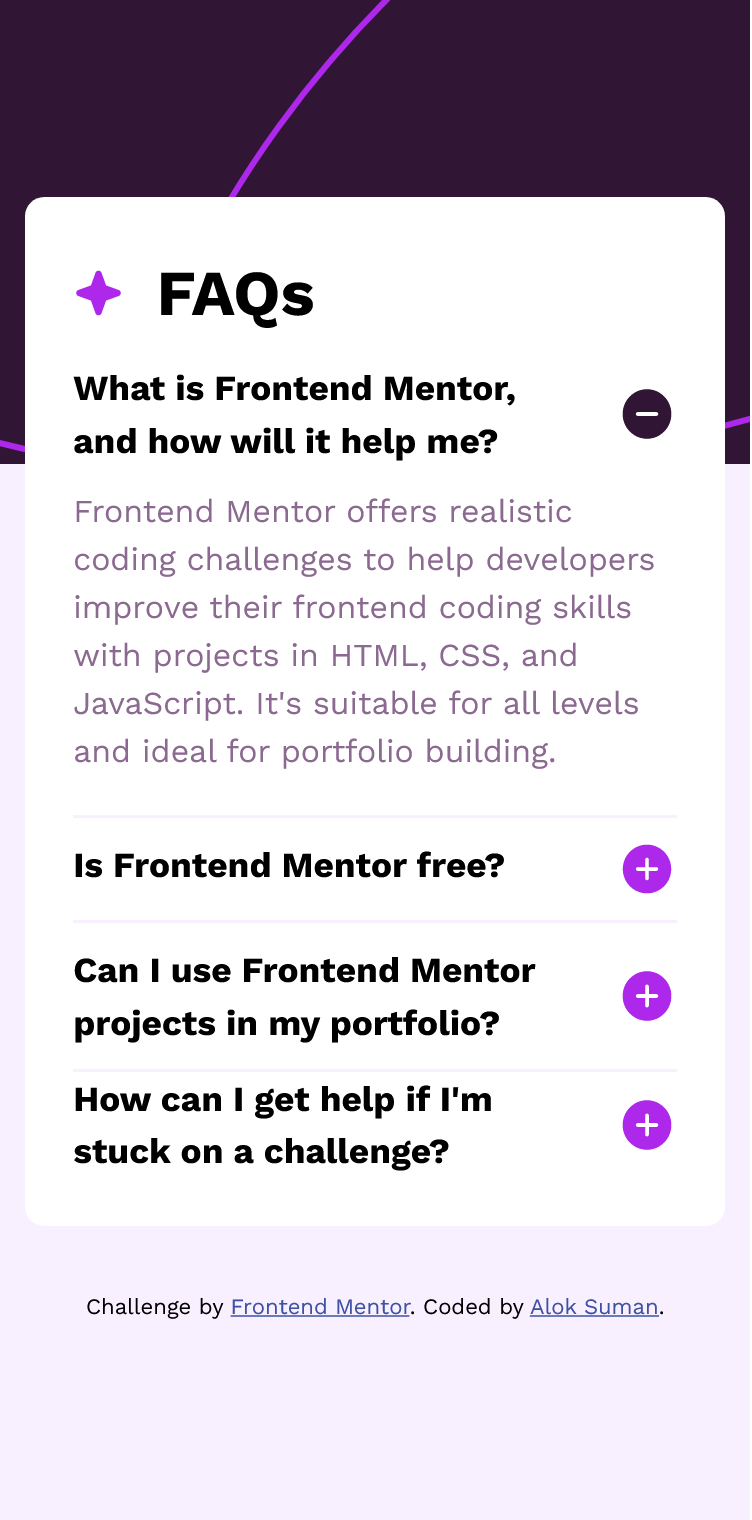 FAQs
What is Frontend Mentor,
and how will it help me?
Frontend Mentor offers realistic
coding challenges to help developers
improve their frontend coding skills
with projects in HTML, CSS, and
JavaScript. It's suitable for all levels
and ideal for portfolio building.
Is Frontend Mentor free?
Can I use Frontend Mentor
projects in my portfolio?
How can I get help if I'm
stuck on a challenge?
Challenge by Frontend Mentor. Coded by Alok Suman.